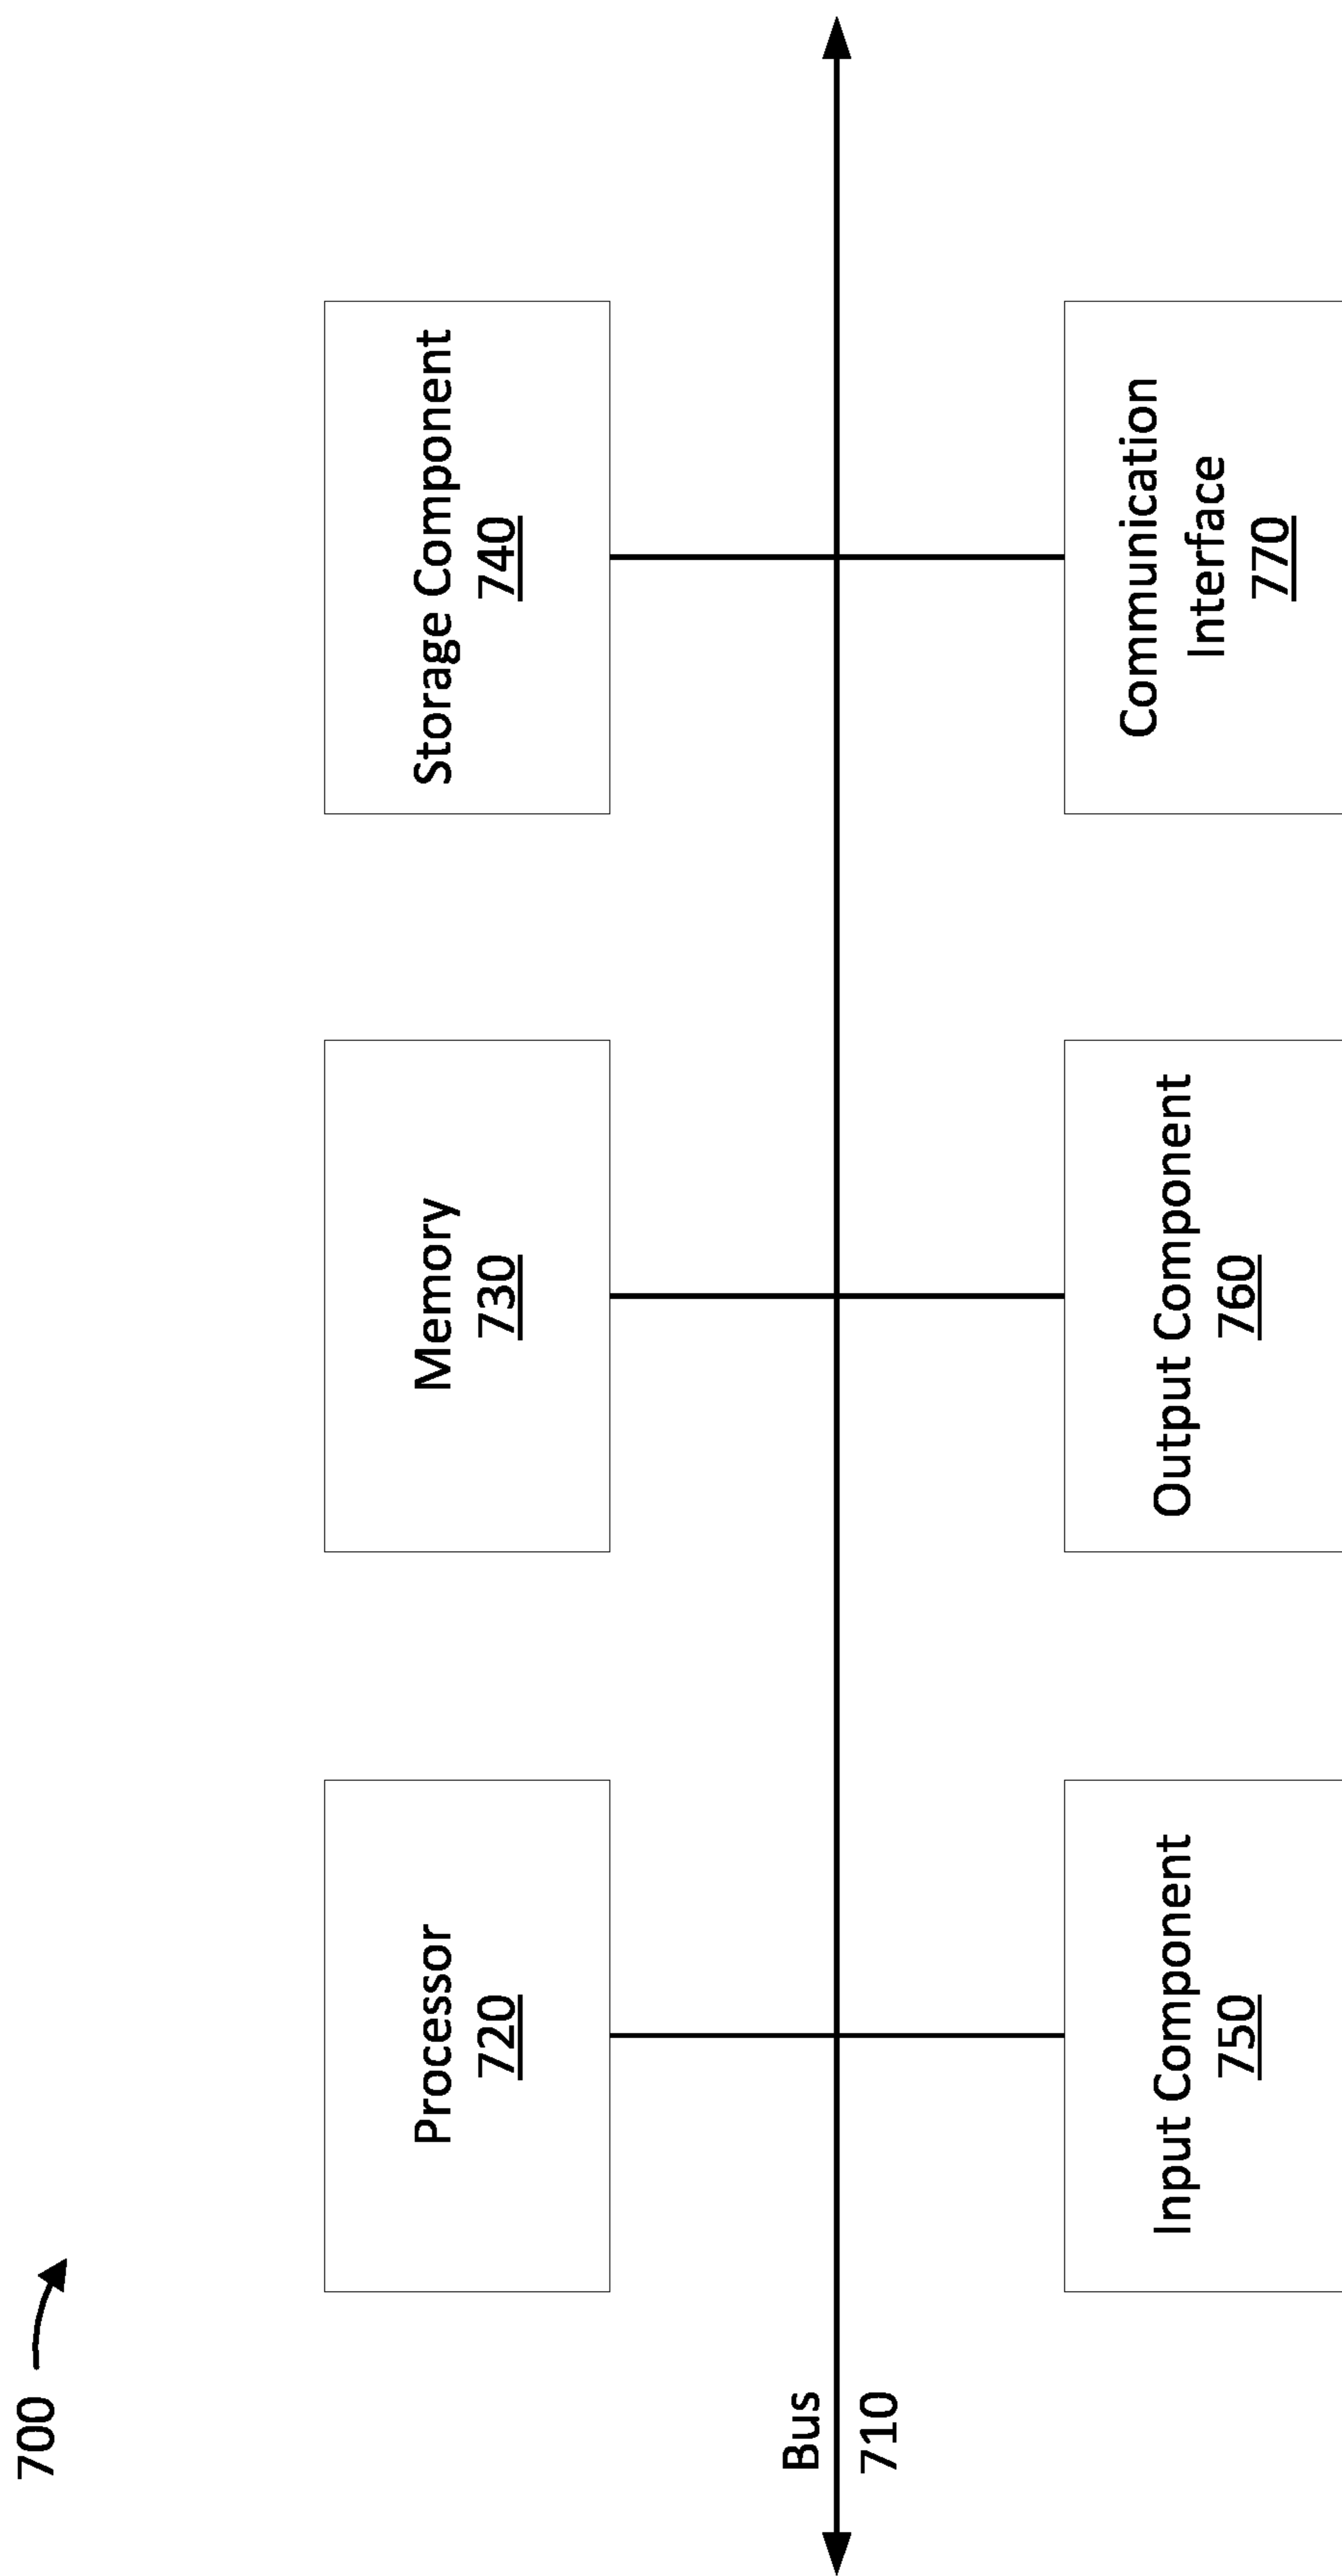 700
Processor
720
Memory
730
Storage Component
740
Bus
710
Input Component
750
Output Component
760
Communication
Interface
770